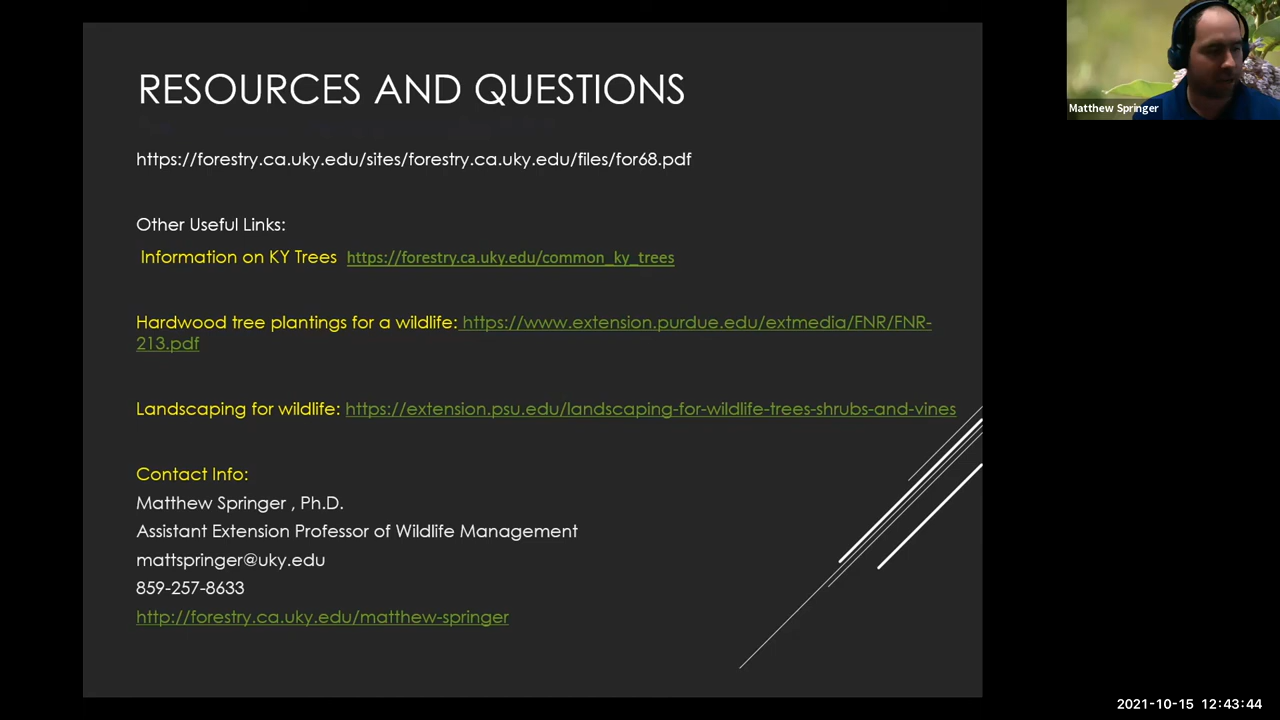 RESOURCES AND QUESTIONS
Matthew Springer
https://forestry.ca.uky.edu/sites/forestry.ca.uky.edu/files/for68.pdf
Other Useful Links:
Information on KY Trees https://forestry.ca.uky.edu/common_ky_trees
Hardwood tree plantings for a wildlife: https://www.extension.purdue.edu/extmedia/FNR/FNR-
213.pdf
Landscaping for wildlife: https://extension.psu.edu/landscaping-for-wildlife-trees-shrubs-and-vines
Contact Info:
Matthew Springer , Ph.D.
Assistant Extension Professor of Wildlife Management
mattspringer@uky.edu
859-257-8633
http://forestry.ca.uky.edu/matthew-springer
2021-10-15 12:43:44